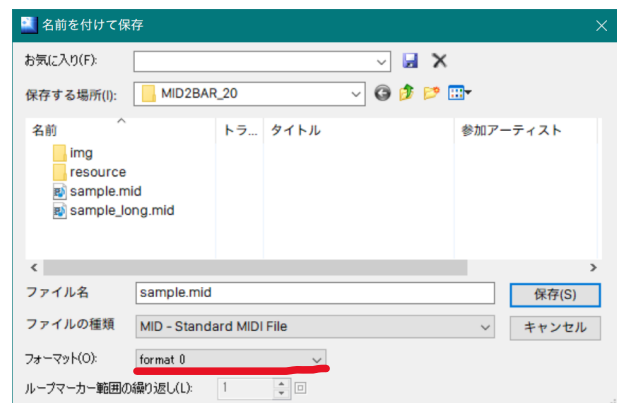 名前を付けて保存
お気に入り(F):
保存する場所(I): MID2BAR_20
名前 トラ... タイトル 参加アーティスト
img
resource
sample.mid
sample_long.mid
ファイル名 sample.mid 保存(S)
ファイルの種類 MID - Standard MIDI File キャンセル
フォーマット(O): format 0
ループマーカー範囲の繰り返し(L): 1